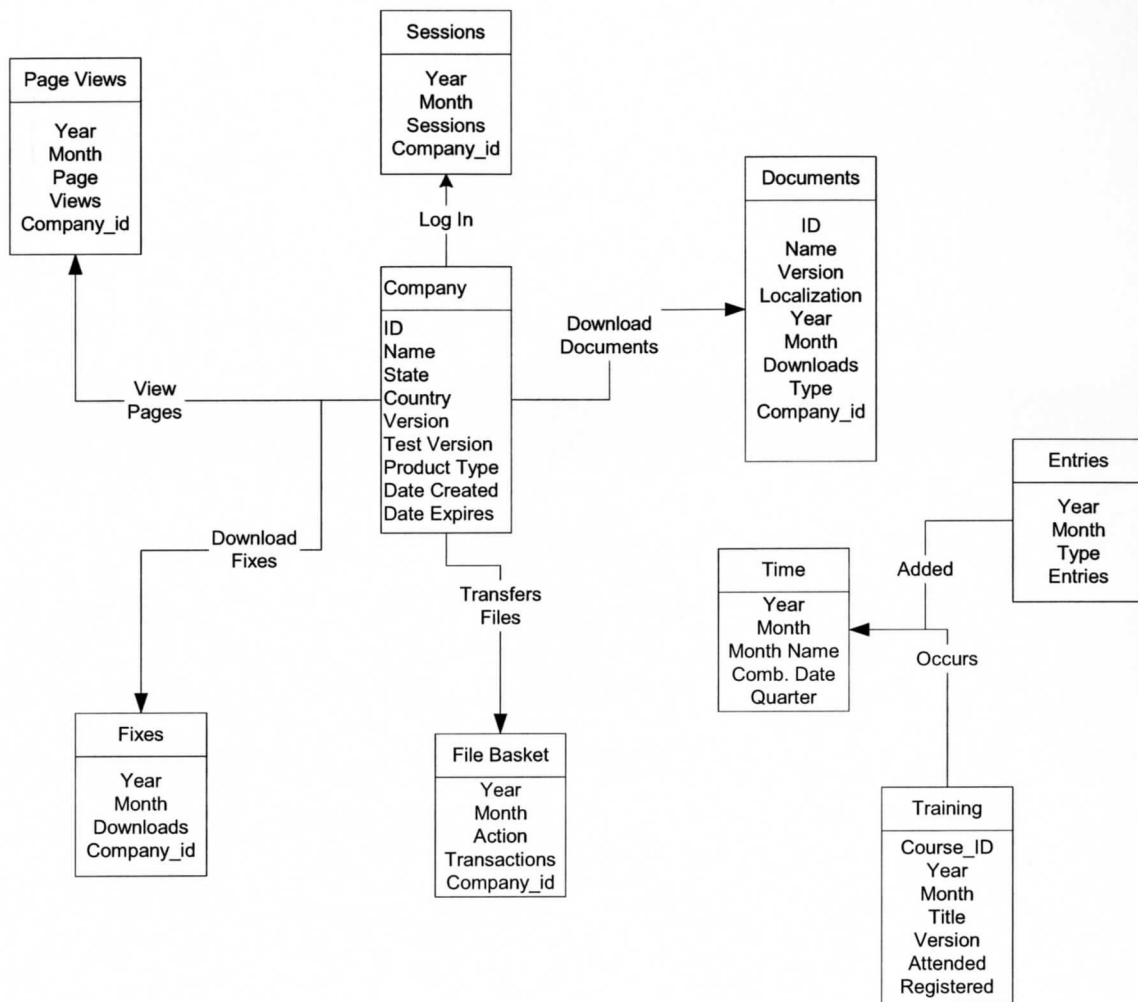 Sessions
Year
Month
Sessions
Company_id
Page Views
Year
Month
Page
Views
Company_id
Log In
Documents
ID
Name
Version
Localization
Year
Month
Downloads
Type
Company_id
Company
ID
Name
State
Country
Version
Test Version
Product Type
Date Created
Date Expires
Download
Documents
View
Pages
Download
Fixes
Transfers
Files
Entries
Year
Month
Type
Entries
Added
Time
Year
Month
Month Name
Comb. Date
Quarter
Occurs
Fixes
Year
Month
Downloads
Company_id
File Basket
Year
Month
Action
Transactions
Company_id
Training
Course_ID
Year
Month
Title
Version
Attended
Registered